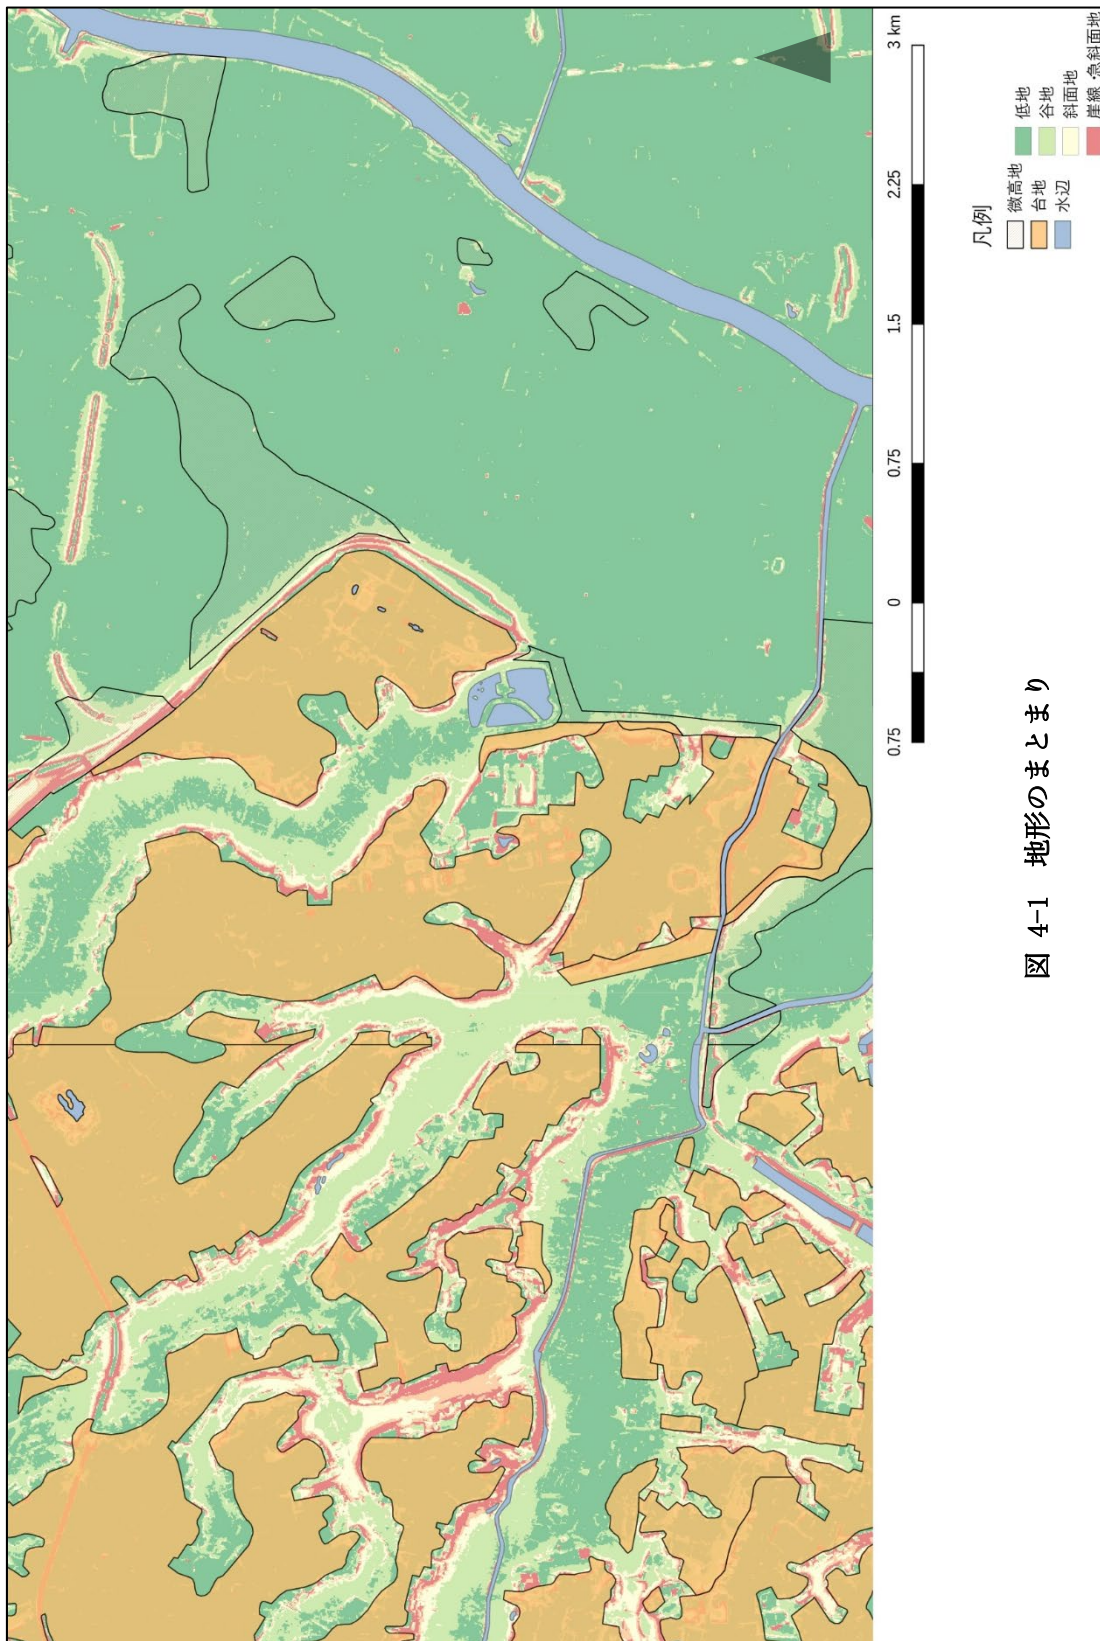 0.75 0 0.75 1.5 2.25 3 km
凡例
微高地 低地
台地 谷地
水辺 斜面地
崖線・急斜面地
図 4-1 地形のまとまり